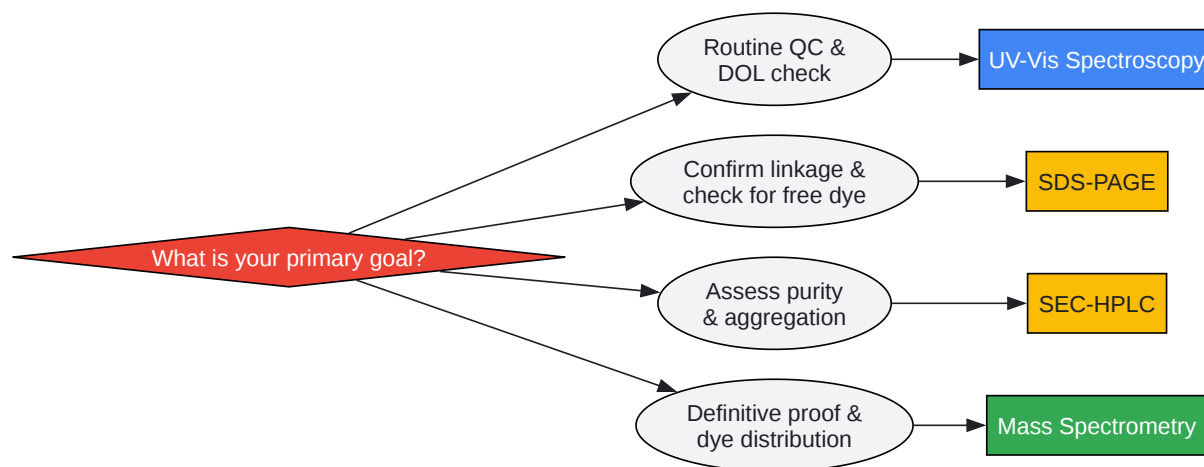 Routine QC &
DOL check
UV-Vis Spectroscopy
Confirm linkage &
check for free dye
SDS-PAGE
What is your primary goal?
Assess purity
& aggregation
SEC-HPLC
Definitive proof &
dye distribution
Mass Spectrometry